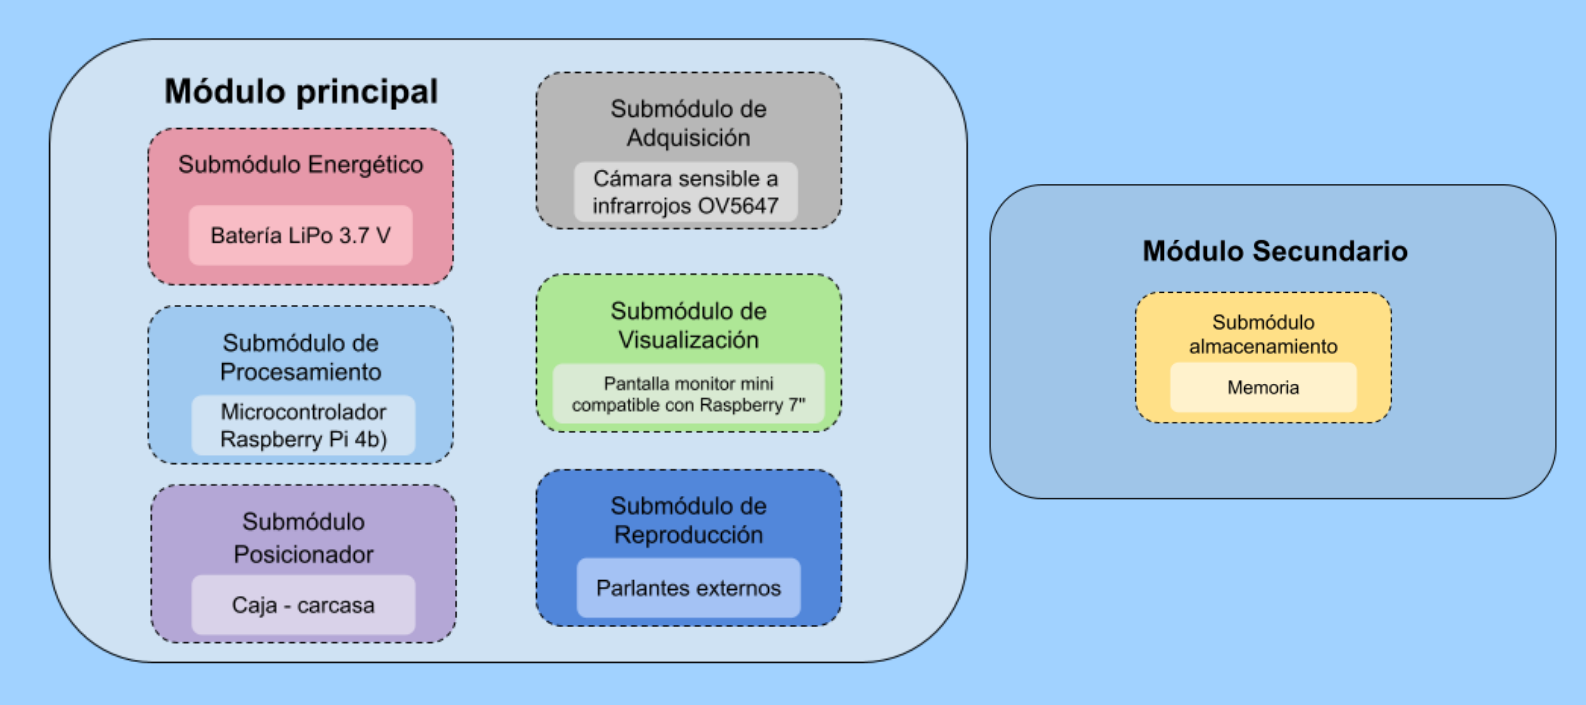 Módulo principal
Submódulo Energético
Batería LiPo 3.7 V
Submódulo de
Procesamiento
Microcontrolador
Raspberry Pi 4b)
Submódulo
Posicionador
Caja - carcasa
Submódulo de
Adquisición
Cámara sensible a
infrarrojos OV5647
Submódulo de
Visualización
Pantalla monitor mini
compatible con Raspberry 7"
Submódulo de
Reproducción
Parlantes externos
Módulo Secundario
Submódulo
almacenamiento
Memoria